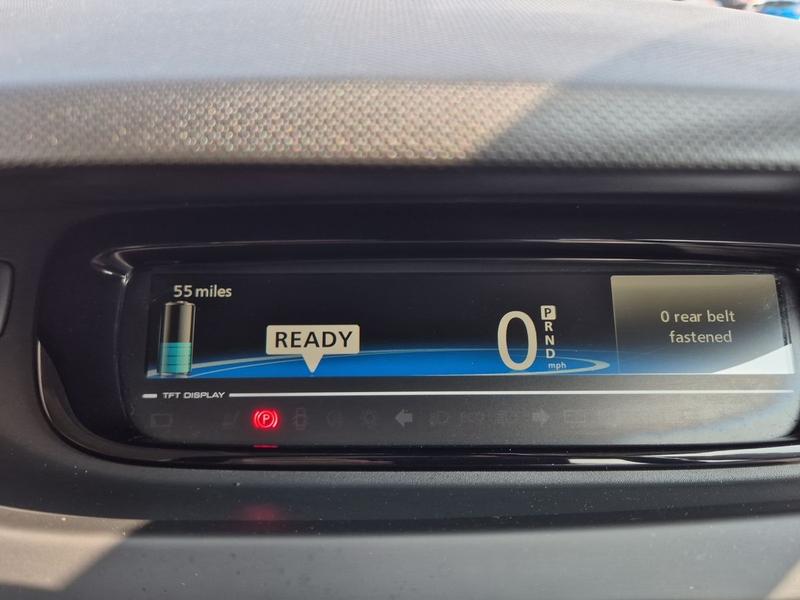 55 miles
READY
0
P
R
N
D
mph
0 rear belt
fastened
TFT DISPLAY
P